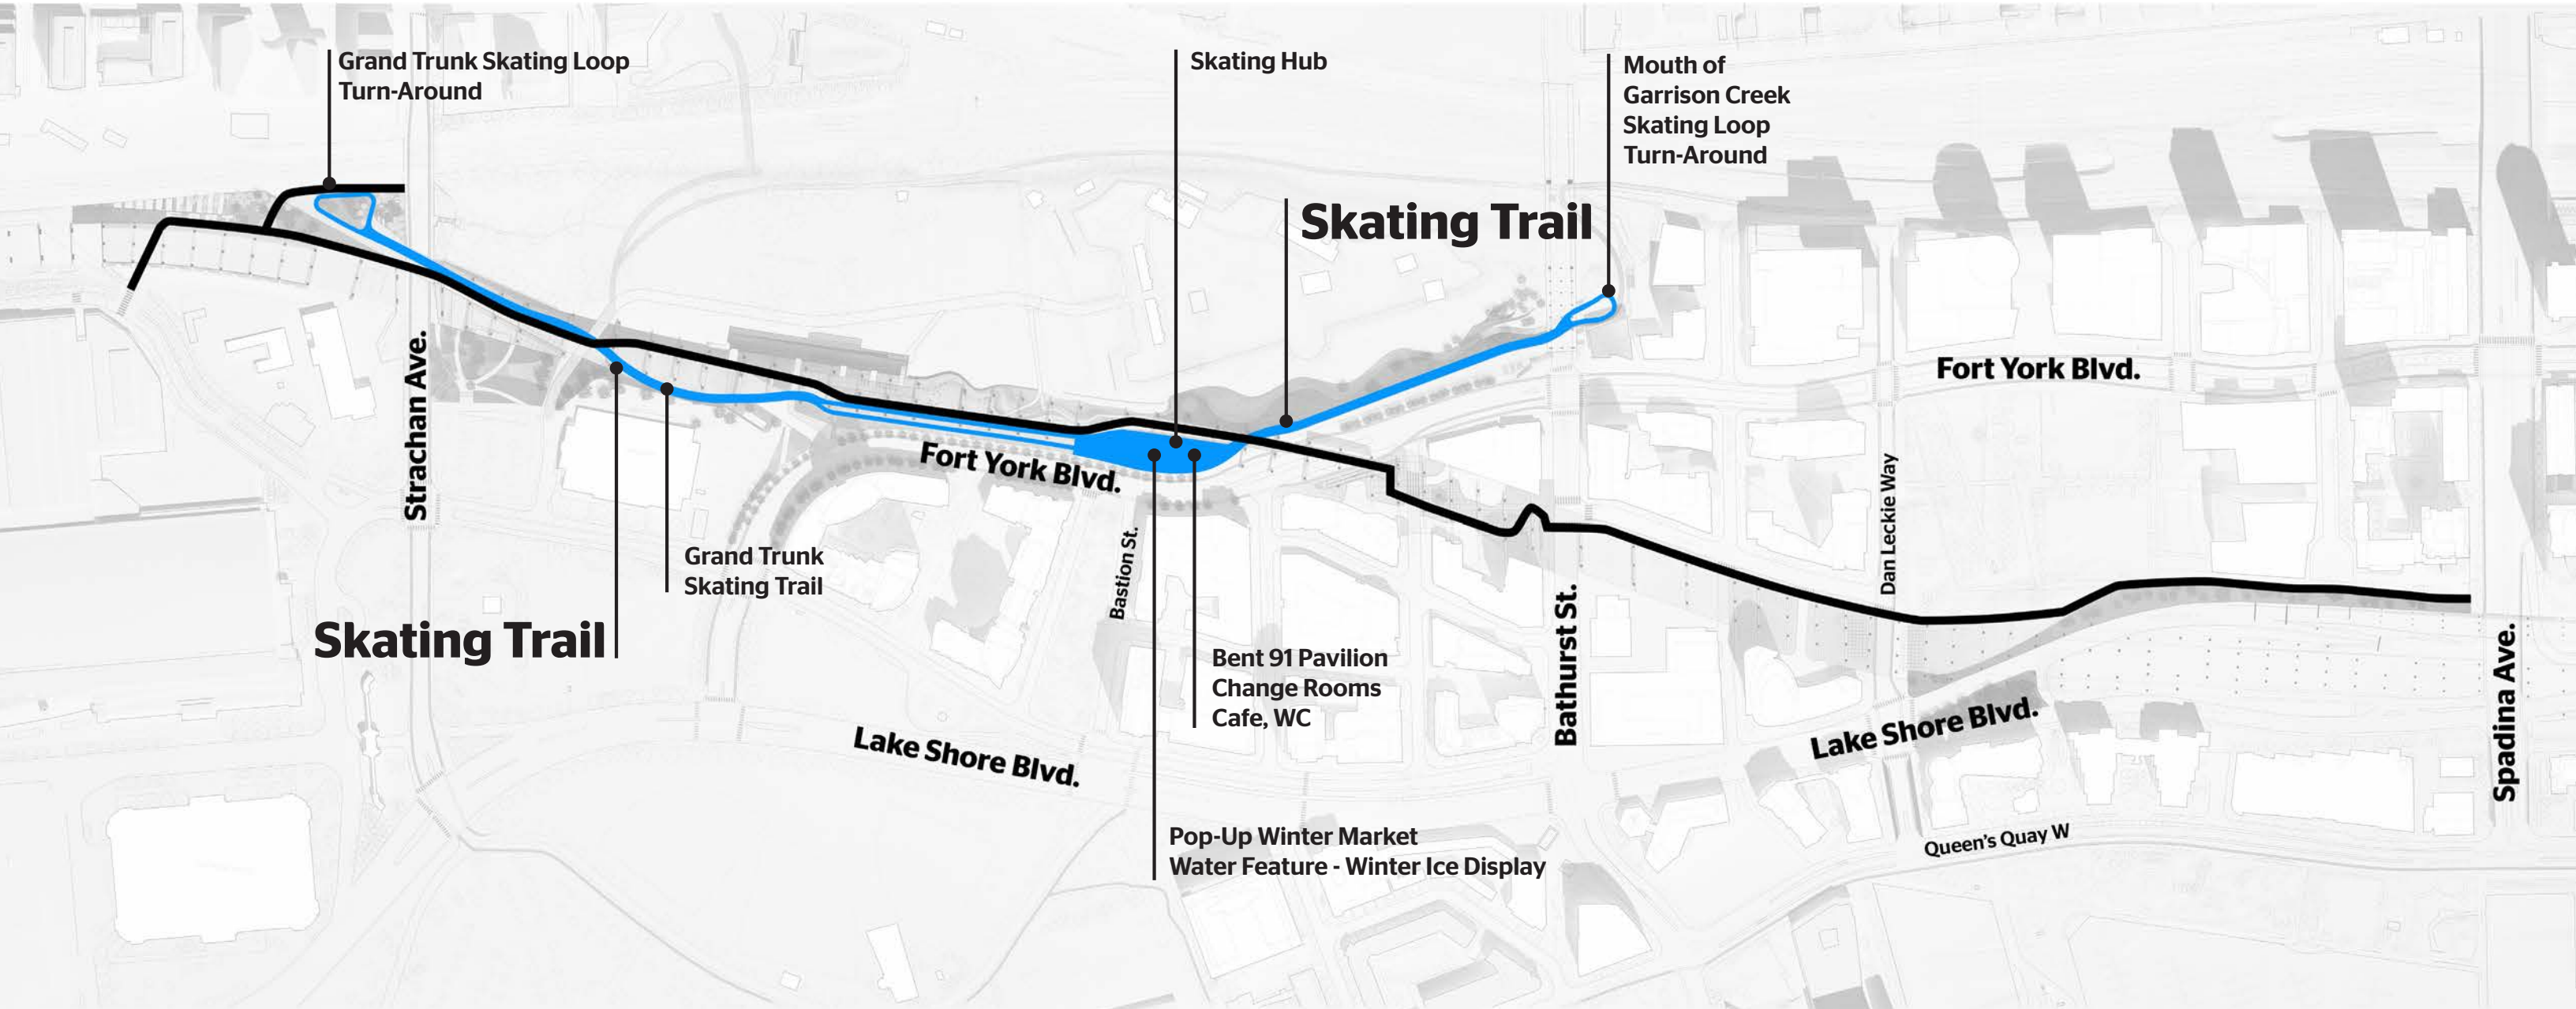 Grand Trunk Skating Loop
Turn-Around
Skating Hub
Mouth of
Garrison Creek
Skating Loop
Turn-Around
Skating Trail
Strachan Ave.
Fort York Blvd.
Fort York Blvd.
Dan Leckie Way
Bastion St.
Grand Trunk
Skating Trail
Skating Trail
Bathurst St.
Bent 91 Pavilion
Change Rooms
Cafe, WC
Spadina Ave.
Lake Shore Blvd.
Lake Shore Blvd.
Pop-Up Winter Market
Water Feature - Winter Ice Display
Queen's Quay W